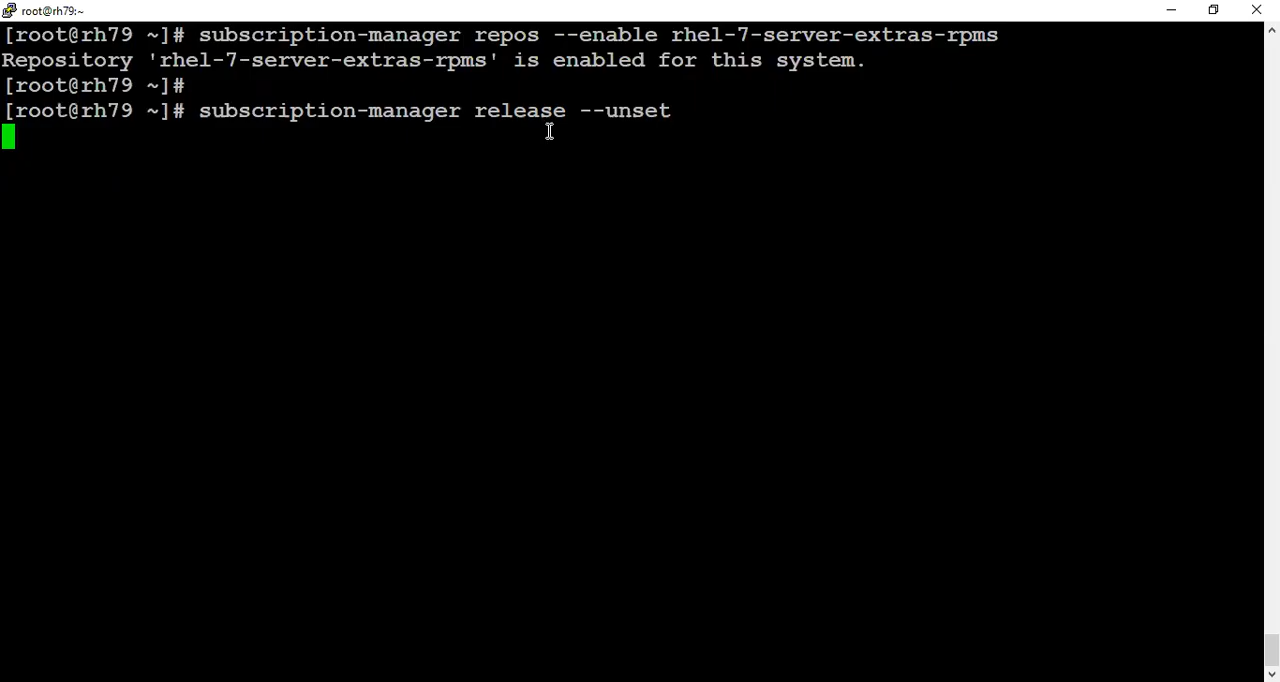 root@rh79:~
[root@rh79 ~]# subscription-manager repos --enable rhel-7-server-extras-rpms
Repository 'rhel-7-server-extras-rpms' is enabled for this system.
[root@rh79 ~]#
[root@rh79 ~]# subscription-manager release --unset